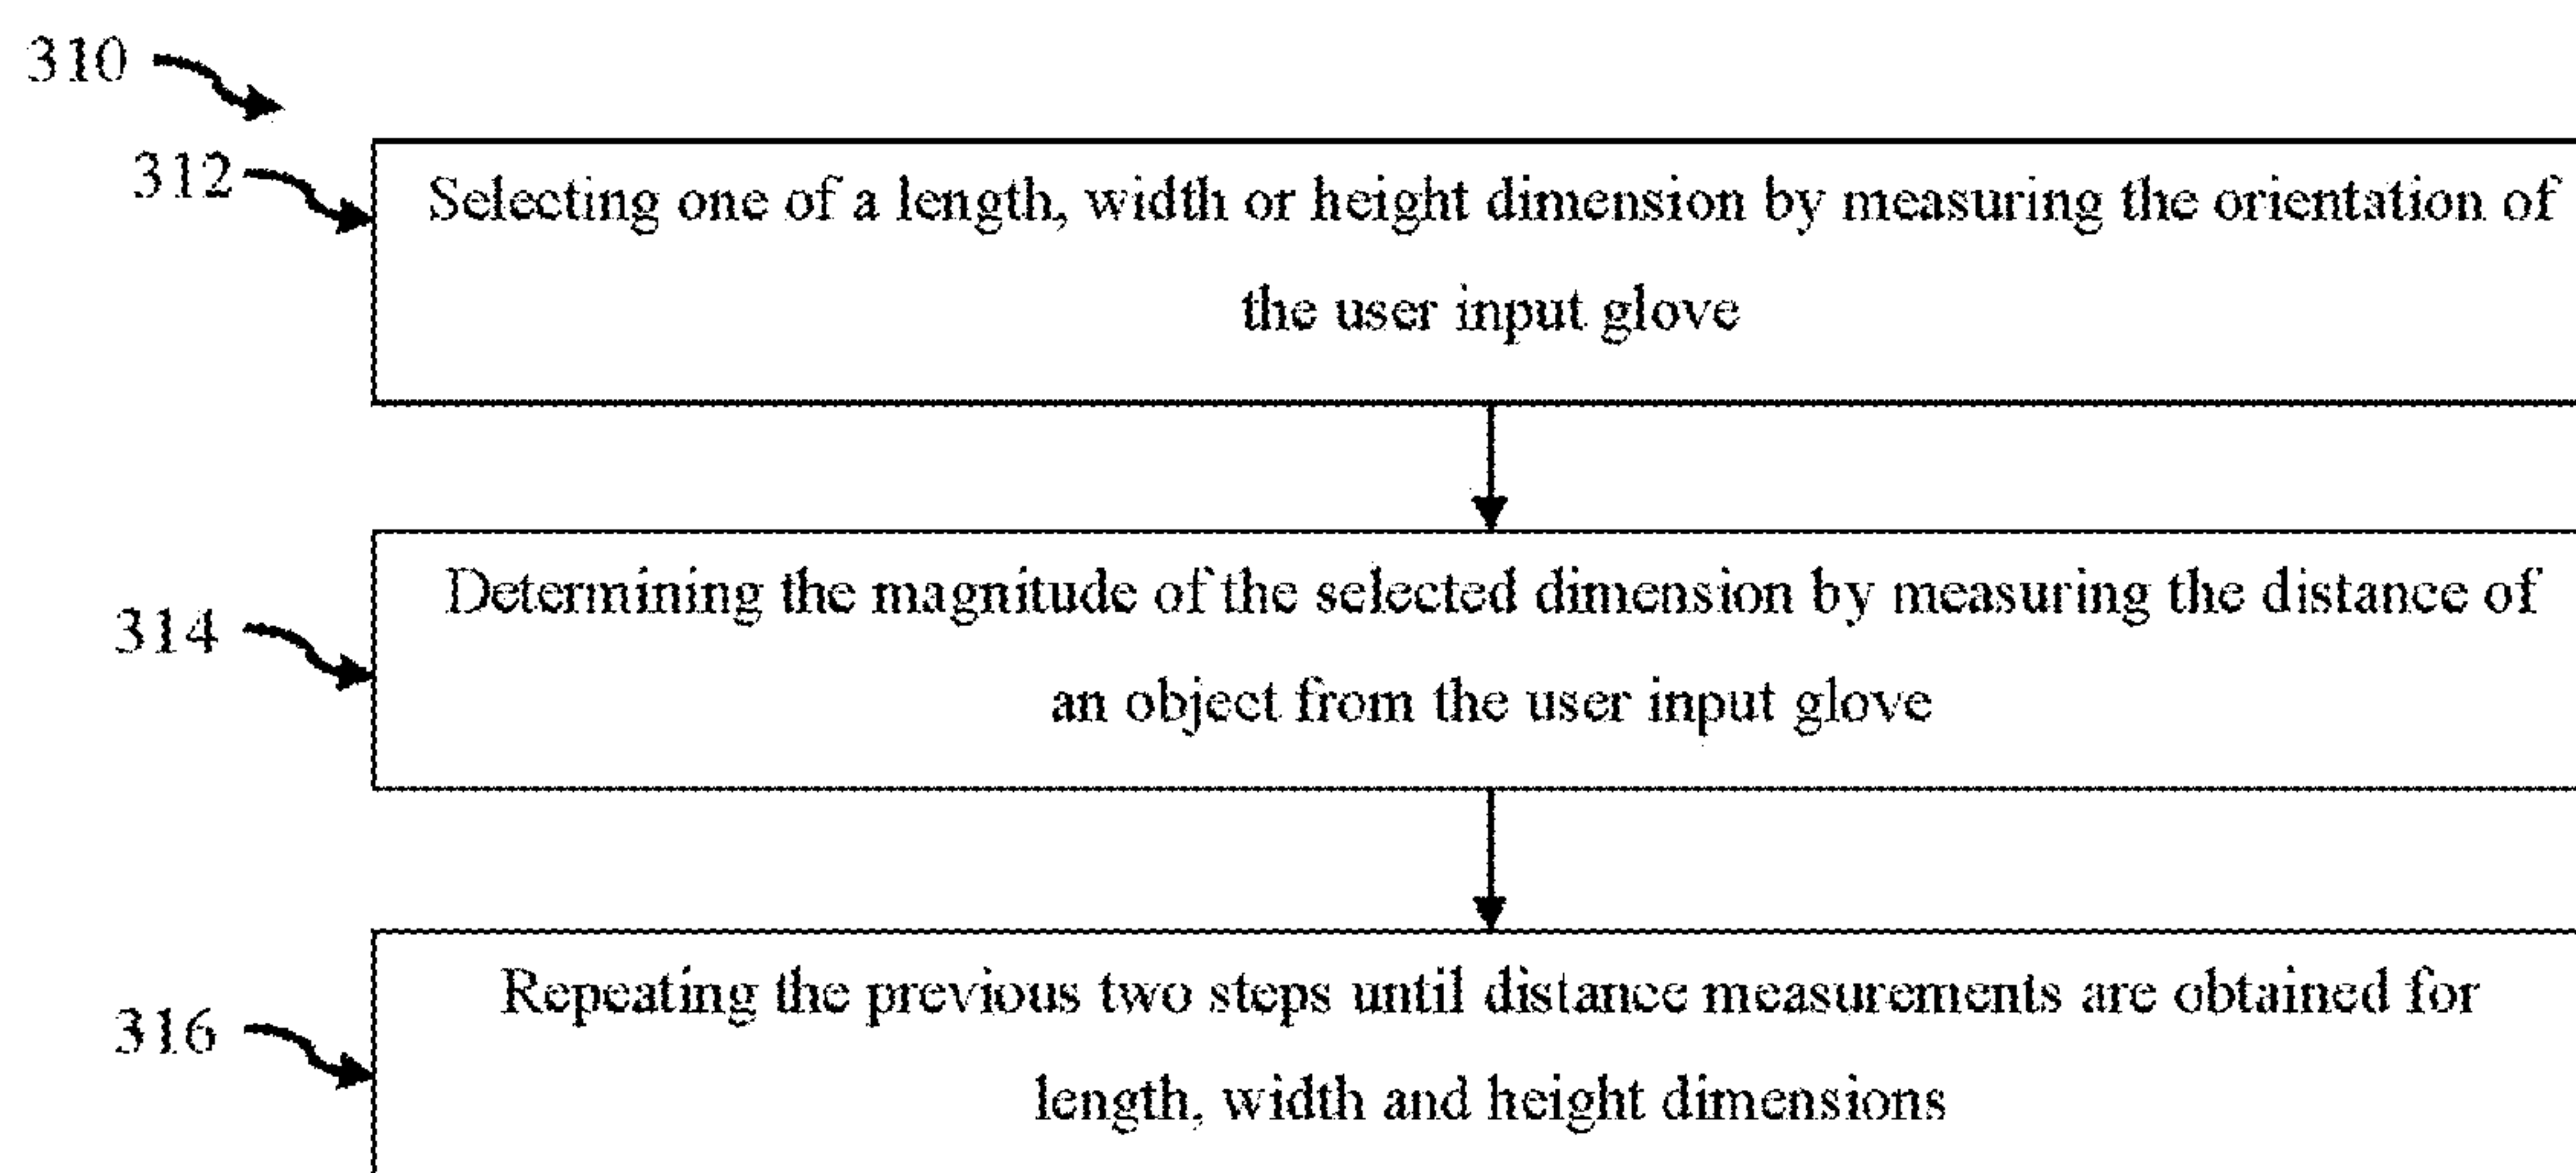 310
312
Selecting one of a length, width or height dimension by measuring the orientation of
the user input glove
314
Determining the magnitude of the selected dimension by measuring the distance of
an object from the user input glove
316
Repeating the previous two steps until distance measurements are obtained for
length, width and height dimensions